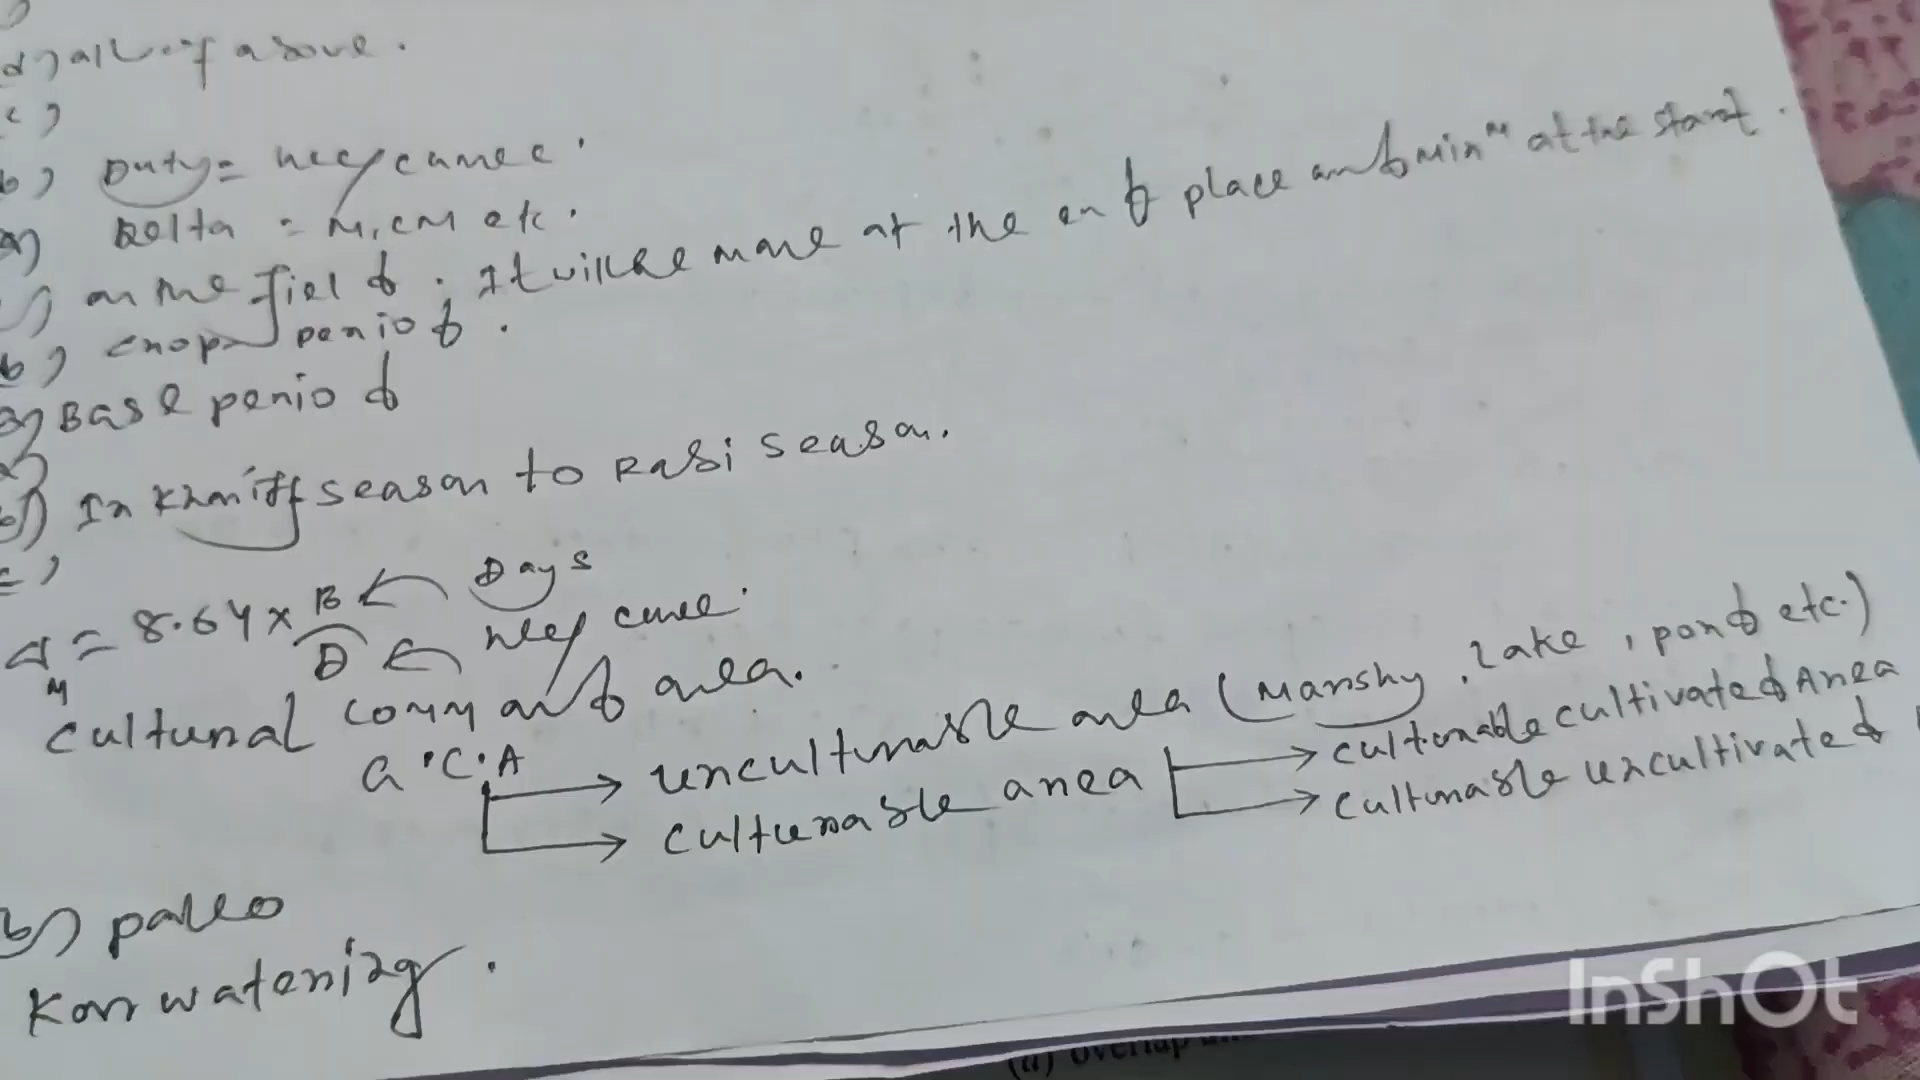 d) all of above.
c)
b) Duty = hec/cumec.
a) Delta = M, cm etc.
on the field. It will be more at the end place and minm at the start.
b) crop period.
a) Base period
b) In Khariff season to Rabi season.
c)
Δ = 8.64 x B/D ← Days
M
← hec/cumec.
cultural command area.
G.C.A
→ unculturable area (Marshy, Lake, pond etc.)
→ culturable area → culturable cultivated Area
→ culturable uncultivated
b) paleo
Kor watering.
InShOt
(d) overlap